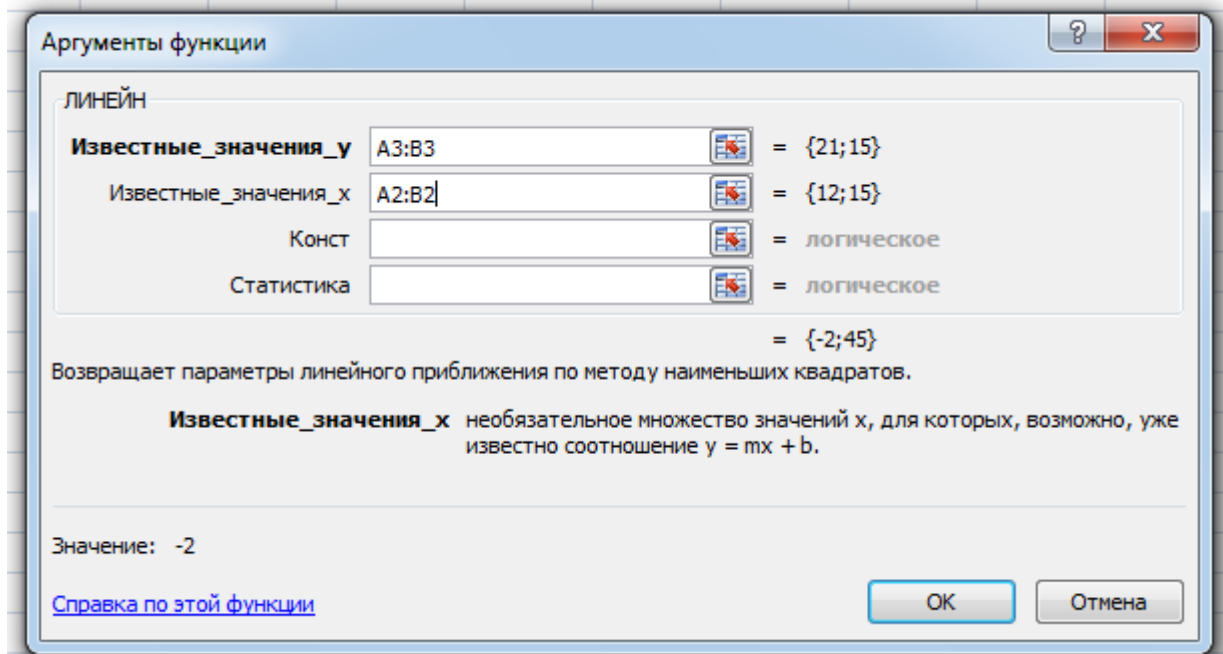 Аргументы функции
ЛИНЕЙН
Известные_значения_y A3:B3 = {21;15}
Известные_значения_x A2:B2 = {12;15}
Конст = логическое
Статистика = логическое
= {-2;45}
Возвращает параметры линейного приближения по методу наименьших квадратов.
Известные_значения_x необязательное множество значений x, для которых, возможно, уже
известно соотношение y = mx + b.
Значение: -2
Справка по этой функции ОК Отмена